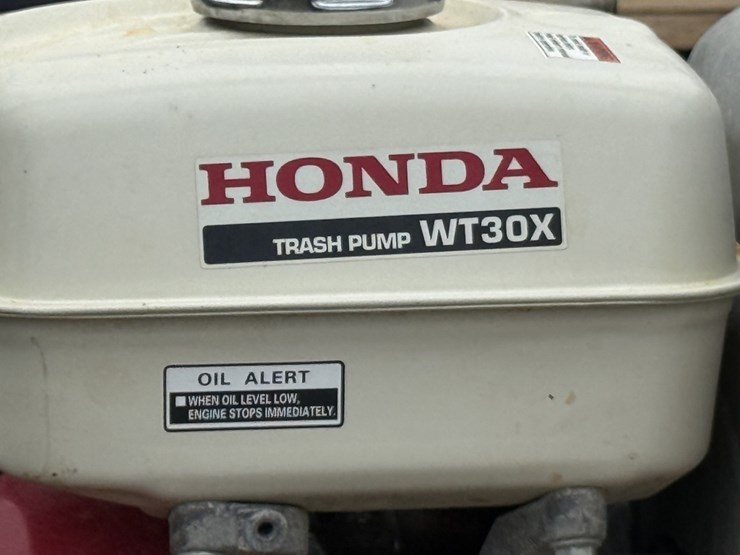 HONDA
TRASH PUMP WT30X
OIL ALERT
WHEN OIL LEVEL LOW,
ENGINE STOPS IMMEDIATELY.